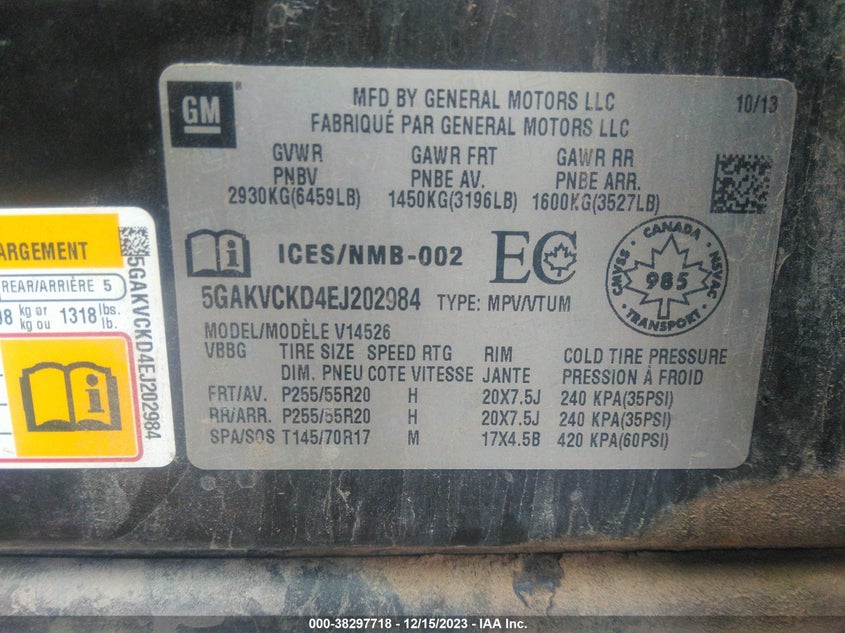 GM
MFD BY GENERAL MOTORS LLC
10/13
FABRIQUÉ PAR GENERAL MOTORS LLC
GVWR GAWR FRT GAWR RR
PNBV PNBE AV. PNBE ARR.
2930KG(6459LB) 1450KG(3196LB) 1600KG(3527LB)
ICES/NMB-002 EC
CANADA
CMVSS 985 NSVAC
TRANSPORT
5GAKVCKD4EJ202984 TYPE: MPV/VTUM
MODEL/MODÈLE V14526
VBBG TIRE SIZE SPEED RTG RIM COLD TIRE PRESSURE
DIM. PNEU COTE VITESSE JANTE PRESSION À FROID
FRT/AV. P255/55R20 H 20X7.5J 240 KPA(35PSI)
RR/ARR. P255/55R20 H 20X7.5J 240 KPA(35PSI)
SPA/SOS T145/70R17 M 17X4.5B 420 KPA(60PSI)
ARGEMENT
REAR/ARRIÈRE 5
98 kg or kg ou 1318 lbs. lb.
5GAKVCKD4EJ202984
000-38297718 - 12/15/2023 - IAA Inc.